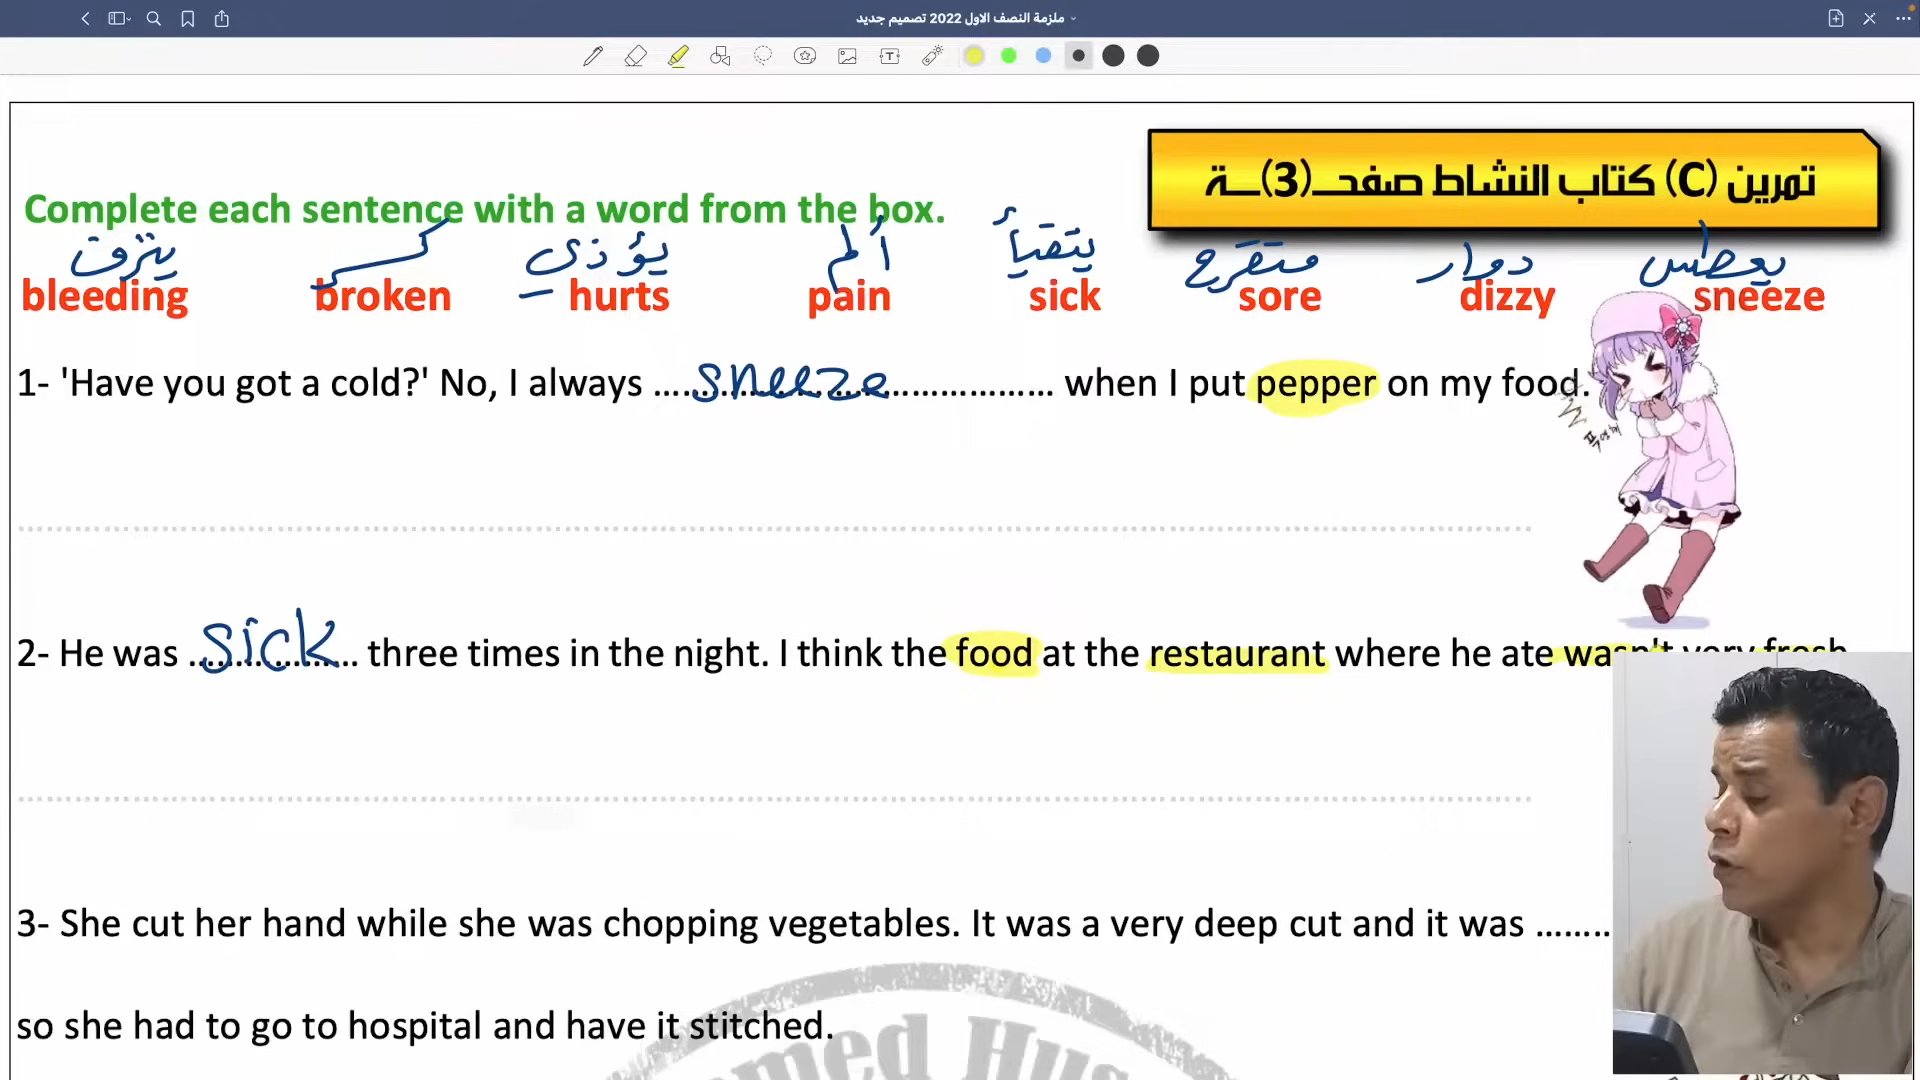 ملزمة النصف الاول 2022 تصميم جديد
تمرين (C) كتاب النشاط صفحـ(3)ـة
Complete each sentence with a word from the box.
ينزف كسر يؤذي ألم يتقيأ متقرح دوار يعطس
bleeding broken hurts pain sick sore dizzy sneeze
1- 'Have you got a cold?' No, I always .....sneeze..................... when I put pepper on my food.
2- He was ...sick... three times in the night. I think the food at the restaurant where he ate wasn't very fresh
3- She cut her hand while she was chopping vegetables. It was a very deep cut and it was ........
so she had to go to hospital and have it stitched.